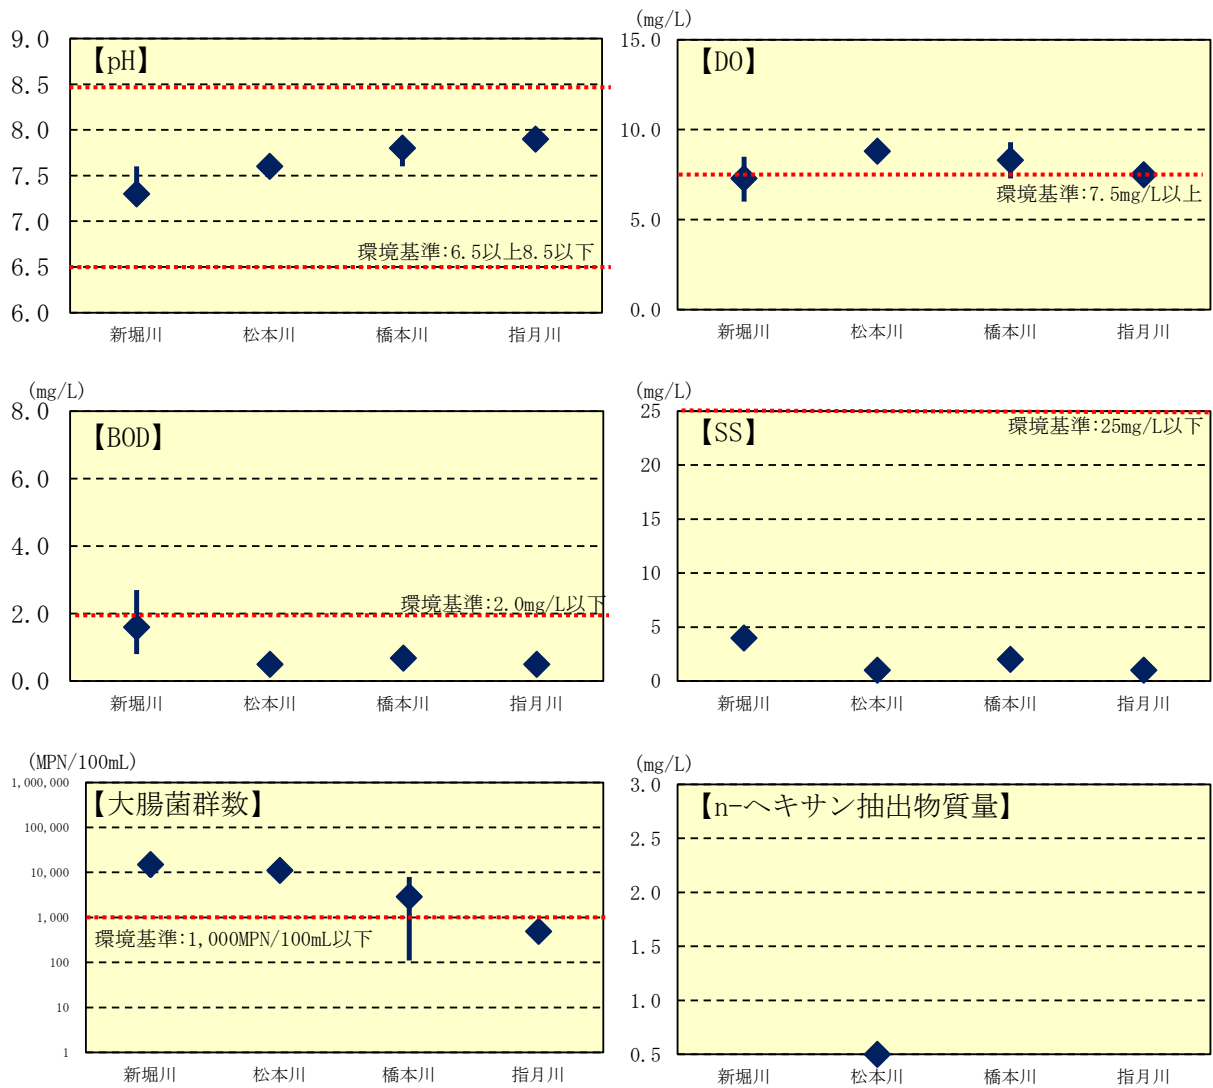 【pH】
9.0
8.5
8.0
7.5
7.0
6.5
6.0
環境基準:6.5以上8.5以下
新堀川 松本川 橋本川 指月川
(mg/L)
【DO】
15.0
10.0
5.0
0.0
環境基準:7.5mg/L以上
新堀川 松本川 橋本川 指月川
(mg/L)
【BOD】
8.0
6.0
4.0
2.0
0.0
環境基準:2.0mg/L以下
新堀川 松本川 橋本川 指月川
(mg/L)
【SS】
25
20
15
10
5
0
環境基準:25mg/L以下
新堀川 松本川 橋本川 指月川
(MPN/100mL)
【大腸菌群数】
1,000,000
100,000
10,000
1,000
100
10
1
環境基準:1,000MPN/100mL以下
新堀川 松本川 橋本川 指月川
(mg/L)
【n-ヘキサン抽出物質量】
3.0
2.5
2.0
1.5
1.0
0.5
新堀川 松本川 橋本川 指月川